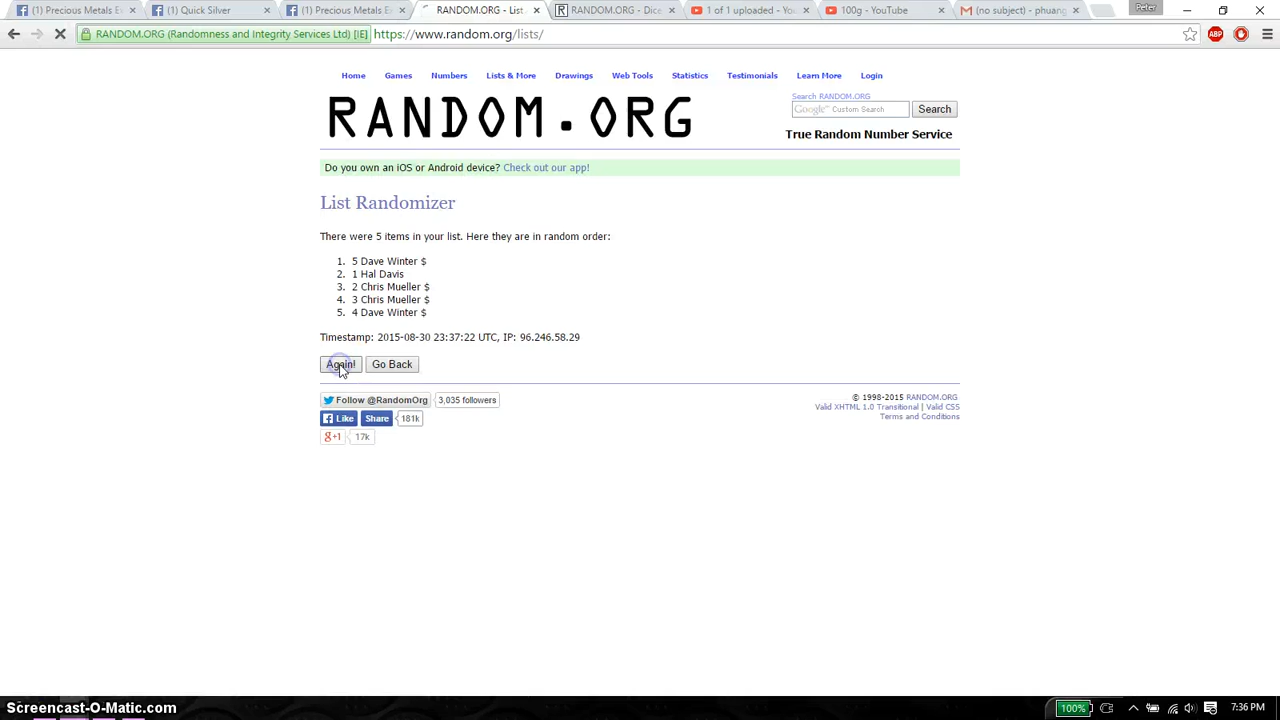 (1) Precious Metals E
(1) Quick Silver
(1) Precious Metals E
RANDOM.ORG - List
RANDOM.ORG - Dice
1 of 1 uploaded - You
100g - YouTube
(no subject) - phuang
Peter
RANDOM.ORG (Randomness and Integrity Services Ltd) [IE]
https://www.random.org/lists/
ABP
Home Games Numbers Lists & More Drawings Web Tools Statistics Testimonials Learn More Login
RANDOM.ORG
Search RANDOM.ORG
Google™ Custom Search
Search
True Random Number Service
Do you own an iOS or Android device? Check out our app!
List Randomizer
There were 5 items in your list. Here they are in random order:
1. 5 Dave Winter $
2. 1 Hal Davis
3. 2 Chris Mueller $
4. 3 Chris Mueller $
5. 4 Dave Winter $
Timestamp: 2015-08-30 23:37:22 UTC, IP: 96.246.58.29
Again! Go Back
Follow @RandomOrg 3,035 followers
Like Share 181k
g+1 17k
© 1998-2015 RANDOM.ORG
Valid XHTML 1.0 Transitional | Valid CSS
Terms and Conditions
Screencast-O-Matic.com
100%
7:36 PM